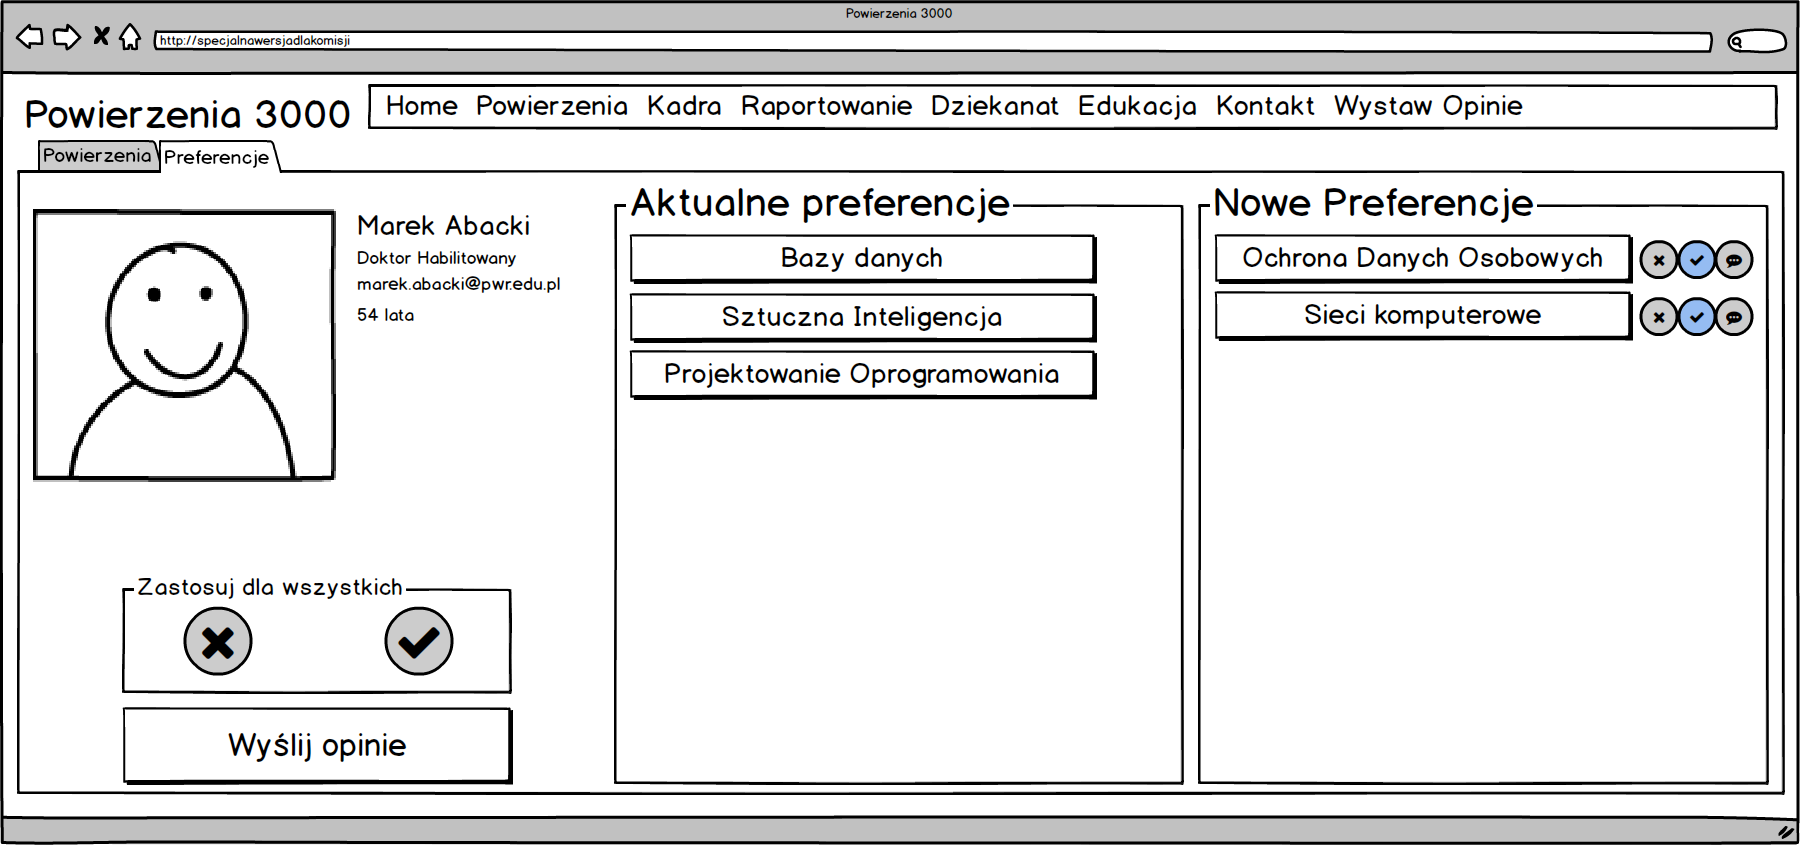 Powierzenia 3000
http://specjalnawersjadlakomisji
Powierzenia 3000
Home Powierzenia Kadra Raportowanie Dziekanat Edukacja Kontakt Wystaw Opinie
Powierzenia
Preferencje
Marek Abacki
Doktor Habilitowany
marek.abacki@pwr.edu.pl
54 lata
Zastosuj dla wszystkich
Wyślij opinie
Aktualne preferencje
Bazy danych
Sztuczna Inteligencja
Projektowanie Oprogramowania
Nowe Preferencje
Ochrona Danych Osobowych
Sieci komputerowe